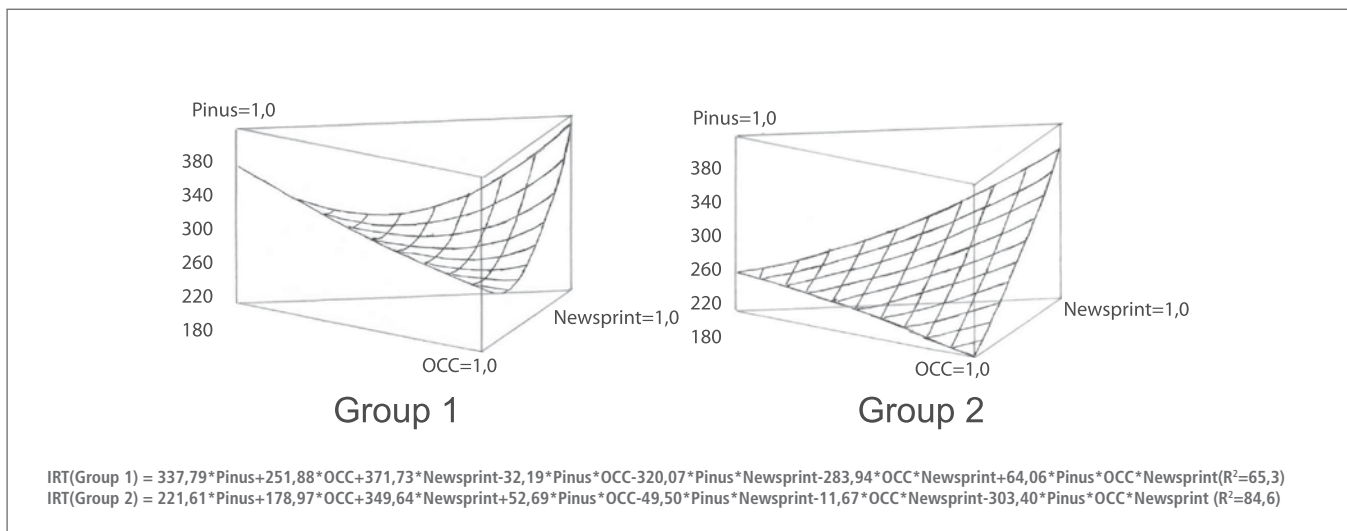 Pinus=1,0
380
340
300
260
220
180
Newsprint=1,0
OCC=1,0
Group 1
Pinus=1,0
380
340
300
260
220
180
Newsprint=1,0
OCC=1,0
Group 2
IRT(Group 1) = 337,79*Pinus+251,88*OCC+371,73*Newsprint-32,19*Pinus*OCC-320,07*Pinus*Newsprint-283,94*OCC*Newsprint+64,06*Pinus*OCC*Newsprint(R²=65,3)
IRT(Group 2) = 221,61*Pinus+178,97*OCC+349,64*Newsprint+52,69*Pinus*OCC-49,50*Pinus*Newsprint-11,67*OCC*Newsprint-303,40*Pinus*OCC*Newsprint (R²=84,6)